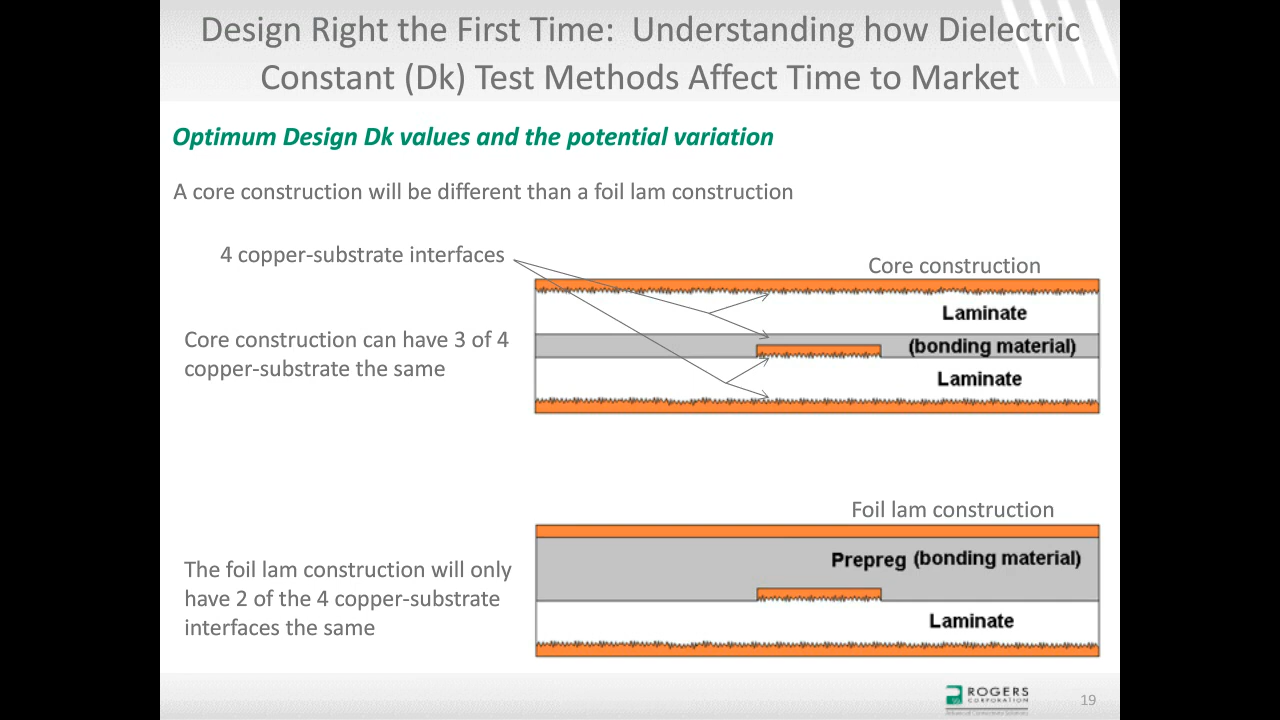 Design Right the First Time:  Understanding how Dielectric
Constant (Dk) Test Methods Affect Time to Market
Optimum Design Dk values and the potential variation
A core construction will be different than a foil lam construction
4 copper-substrate interfaces
Core construction
Laminate
Core construction can have 3 of 4
copper-substrate the same
(bonding material)
Laminate
Foil lam construction
Prepreg (bonding material)
The foil lam construction will only
have 2 of the 4 copper-substrate
interfaces the same
Laminate
ROGERS
CORPORATION
19